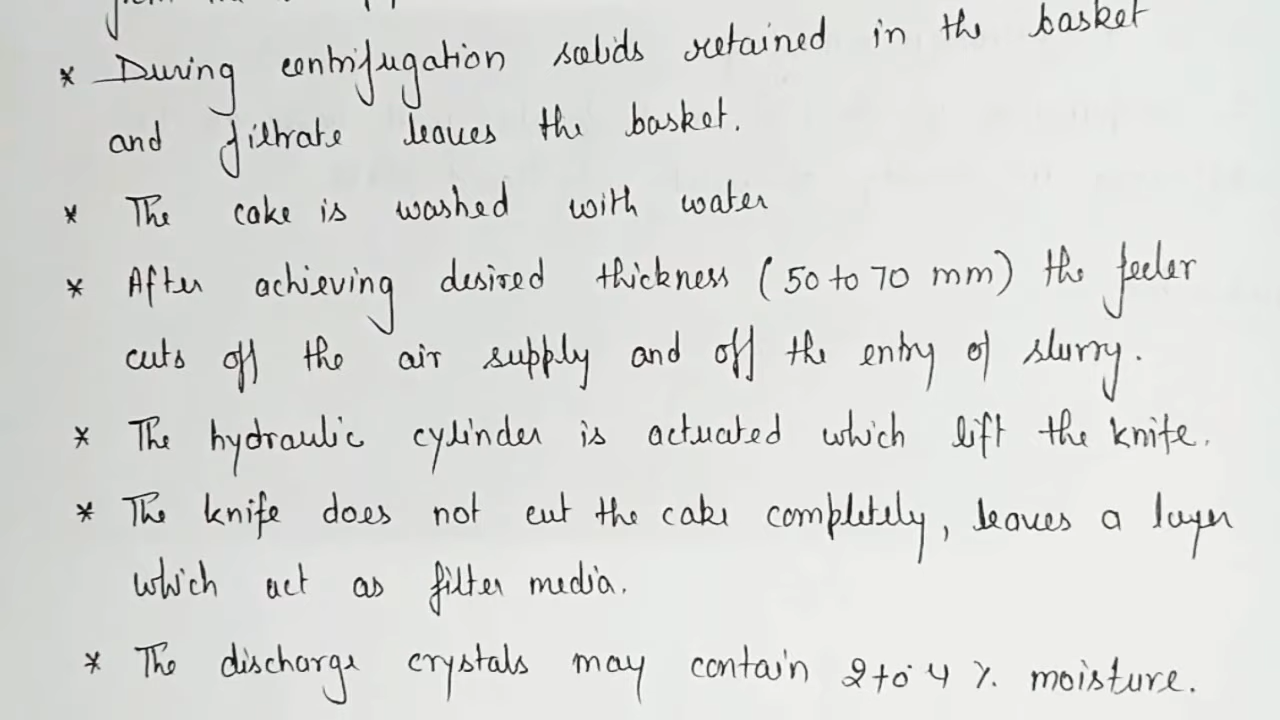 * During centrifugation solids retained in the basket
and filtrate leaves the basket.
* The cake is washed with water
* After achieving desired thickness (50 to 70 mm) the feeler
cuts off the air supply and off the entry of slurry.
* The hydraulic cylinder is actuated which lift the knife.
* The knife does not cut the cake completely, leaves a layer
which act as filter media.
* The discharge crystals may contain 2 to 4 % moisture.